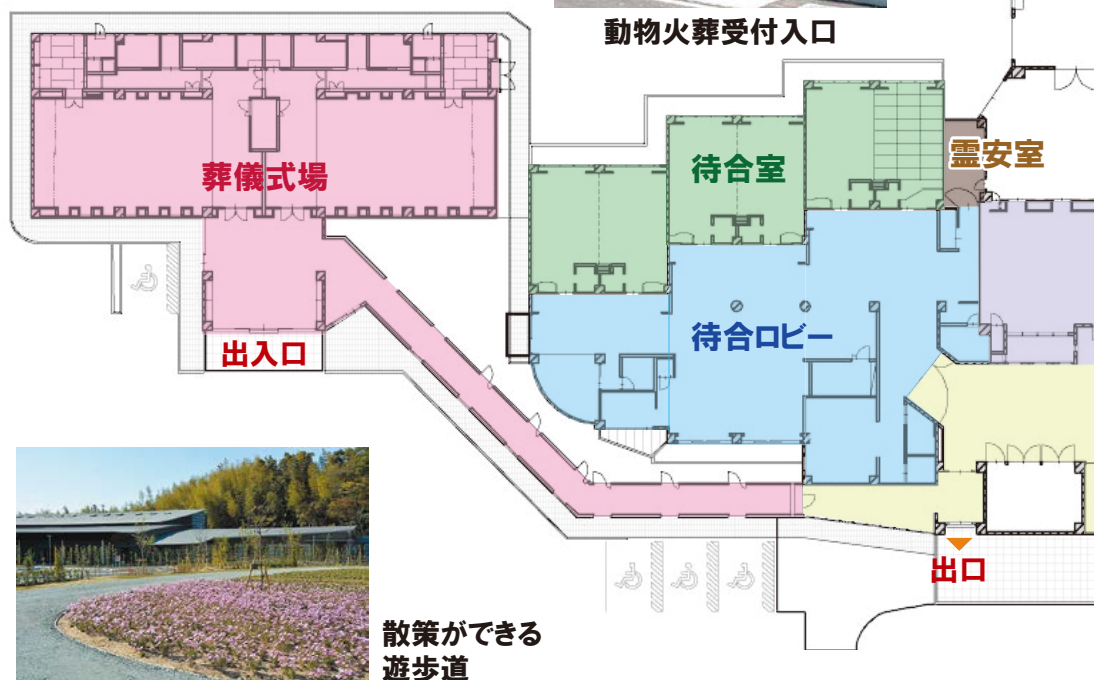 動物火葬受付入口
葬儀式場
待合室
霊安室
待合ロビー
出入口
出口
散策ができる
遊歩道